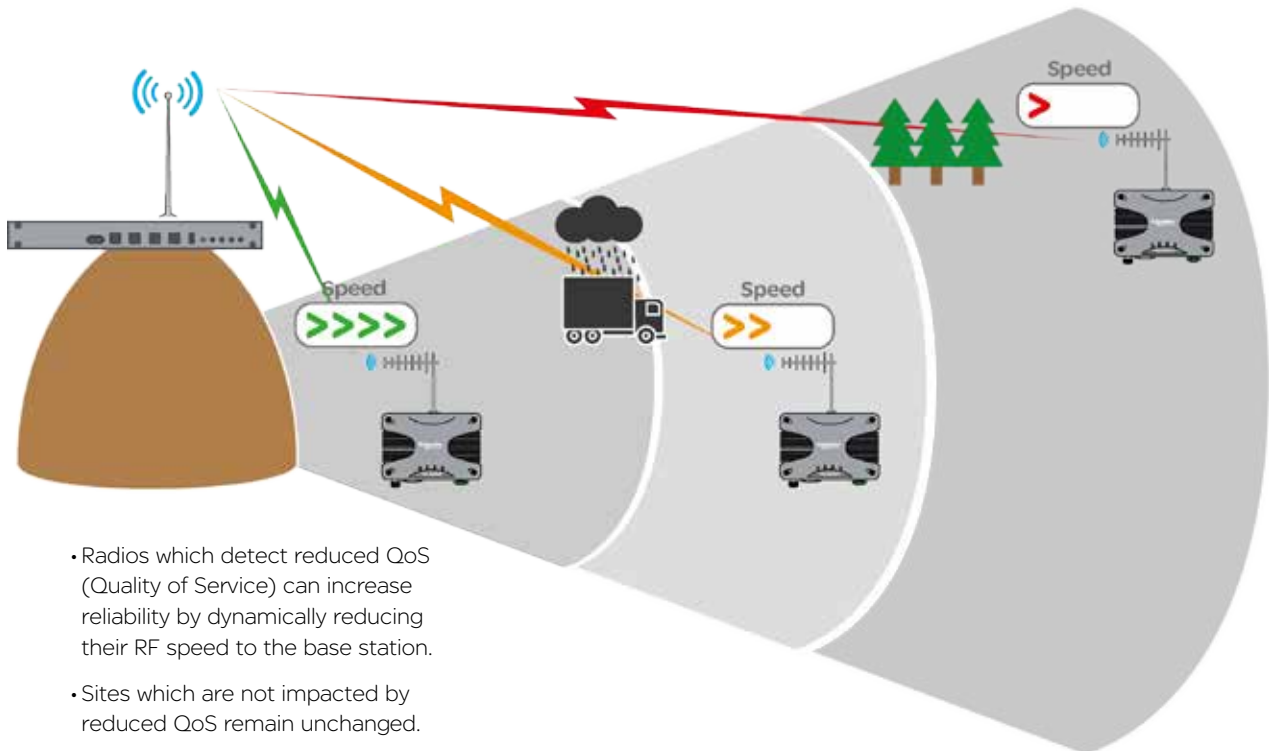 Speed
Speed
Speed
• Radios which detect reduced QoS
(Quality of Service) can increase
reliability by dynamically reducing
their RF speed to the base station.
• Sites which are not impacted by
reduced QoS remain unchanged.